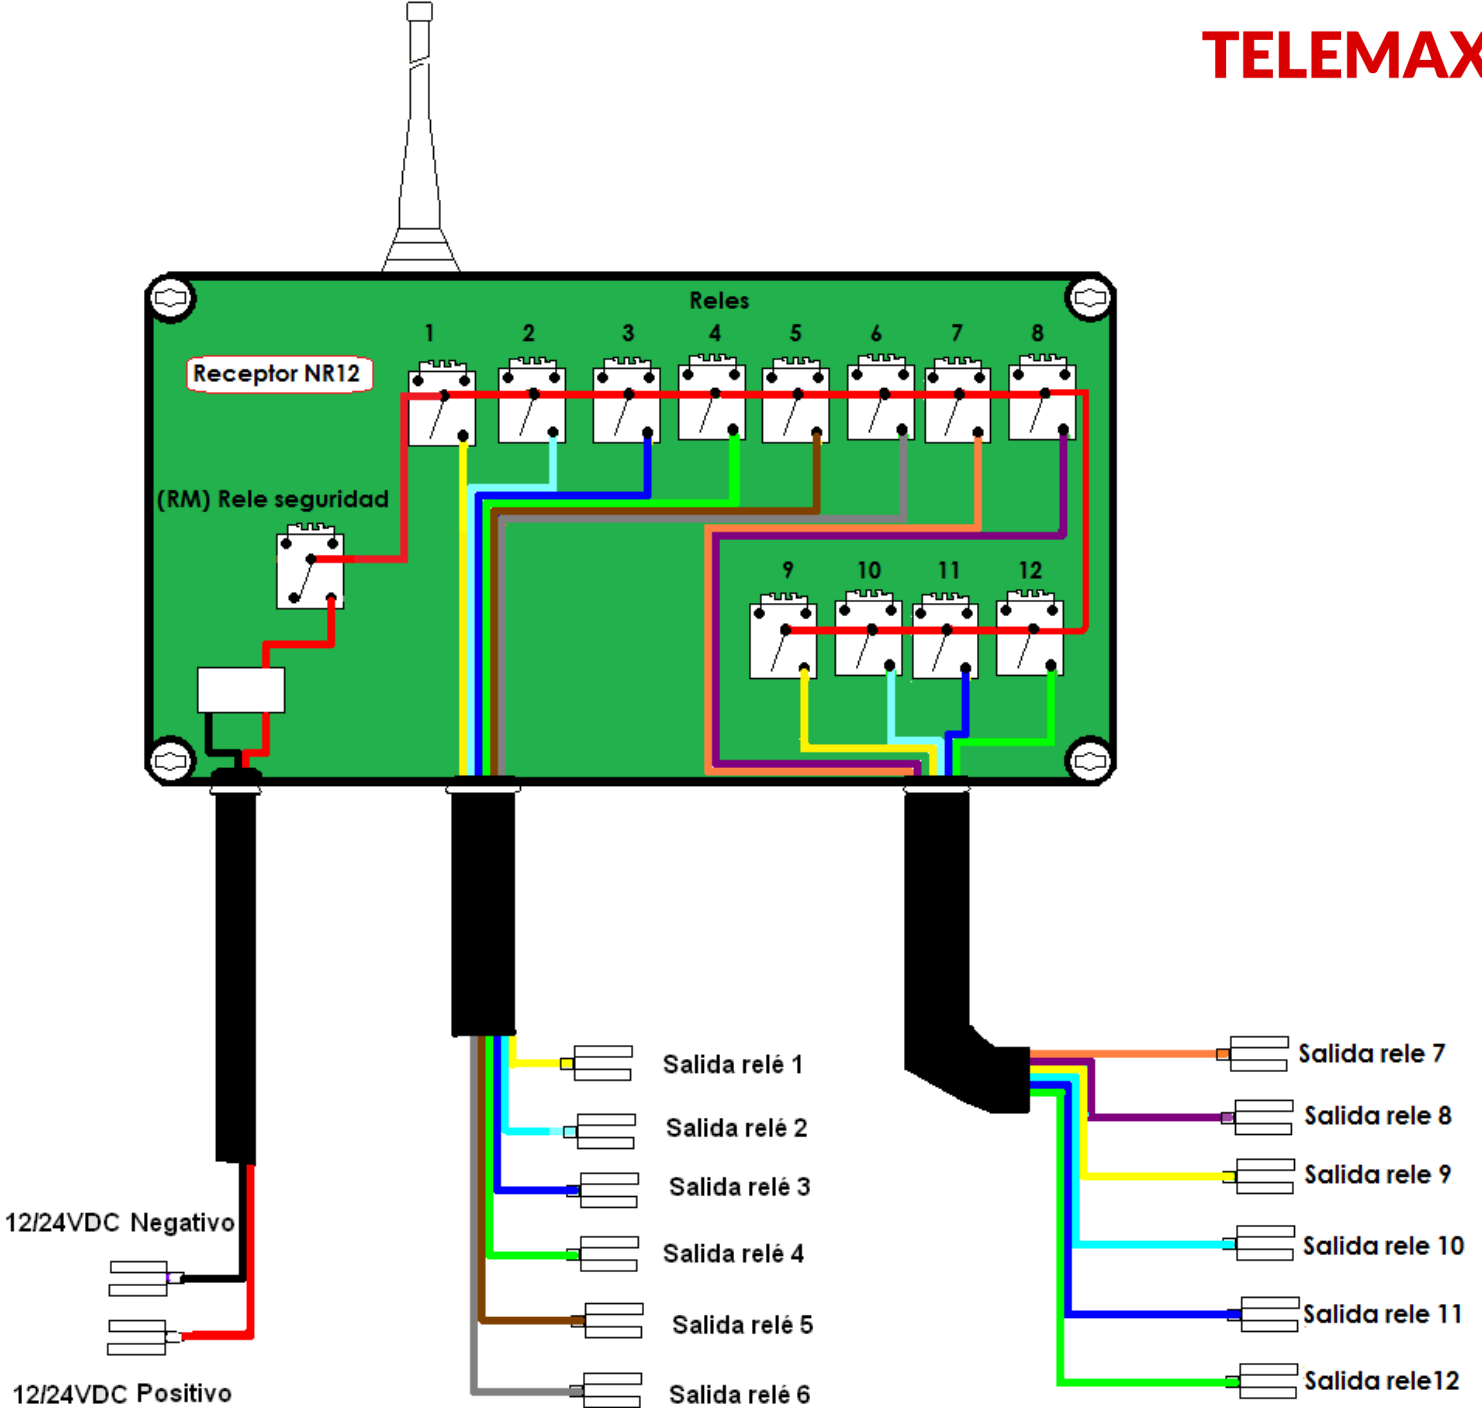 TELEMAX
Reles
1 2 3 4 5 6 7 8
Receptor NR12
(RM) Rele seguridad
9 10 11 12
Salida relé 1
Salida relé 2
Salida relé 3
Salida relé 4
Salida relé 5
Salida relé 6
Salida rele 7
Salida rele 8
Salida rele 9
Salida rele 10
Salida rele 11
Salida rele12
12/24VDC Negativo
12/24VDC Positivo